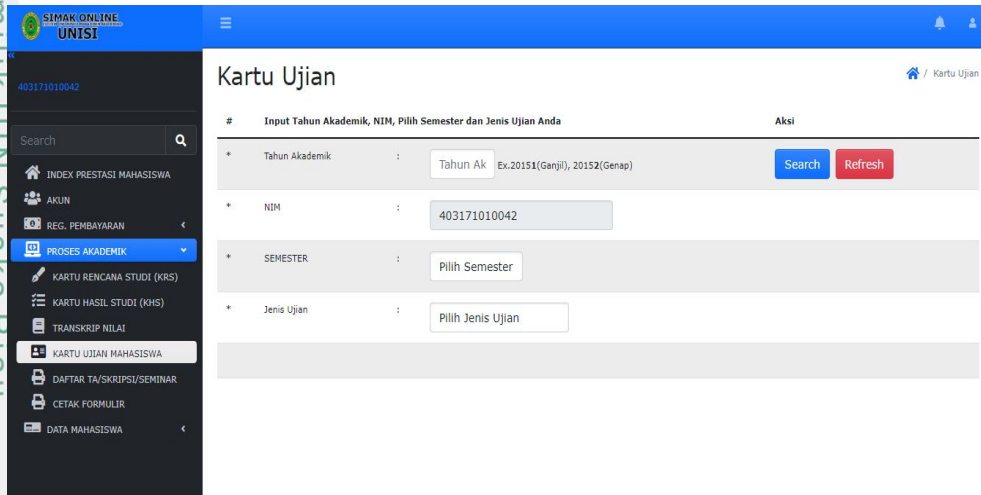 SIMAK ONLINE
UNISI
403171010042
Search
INDEX PRESTASI MAHASISWA
AKUN
REG. PEMBAYARAN
PROSES AKADEMIK
KARTU RENCANA STUDI (KRS)
KARTU HASIL STUDI (KHS)
TRANSKRIP NILAI
KARTU UJIAN MAHASISWA
DAFTAR TA/SKRIPSI/SEMINAR
CETAK FORMULIR
DATA MAHASISWA
Kartu Ujian
/ Kartu Ujian
# Input Tahun Akademik, NIM, Pilih Semester dan Jenis Ujian Anda Aksi
* Tahun Akademik : Tahun Ak Ex.20151(Ganjil), 20152(Genap) Search Refresh
* NIM : 403171010042
* SEMESTER : Pilih Semester
* Jenis Ujian : Pilih Jenis Ujian